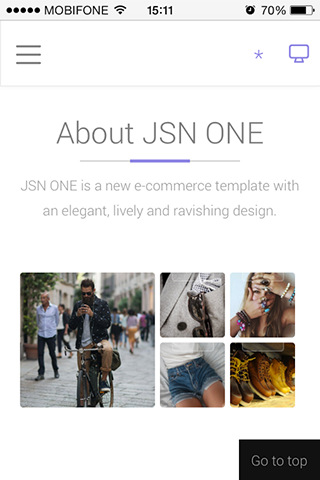 MOBIFONE 15:11 70%
*
About JSN ONE
JSN ONE is a new e-commerce template with
an elegant, lively and ravishing design.
Go to top